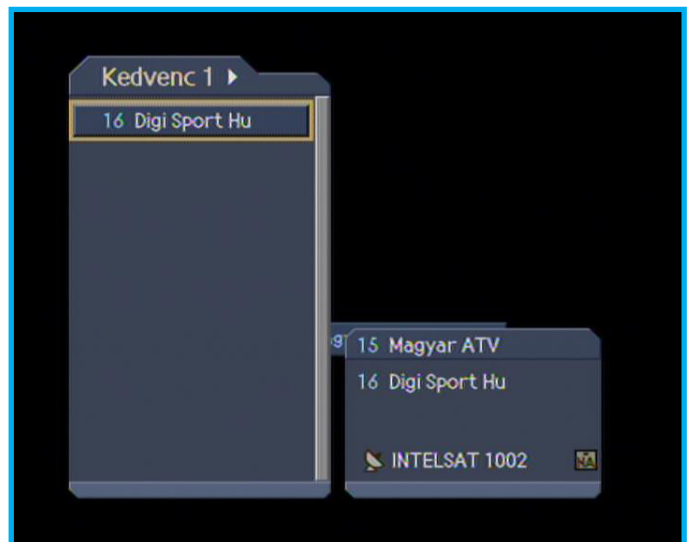 Kedvenc 1
16 Digi Sport Hu
15 Magyar ATV
16 Digi Sport Hu
INTELSAT 1002